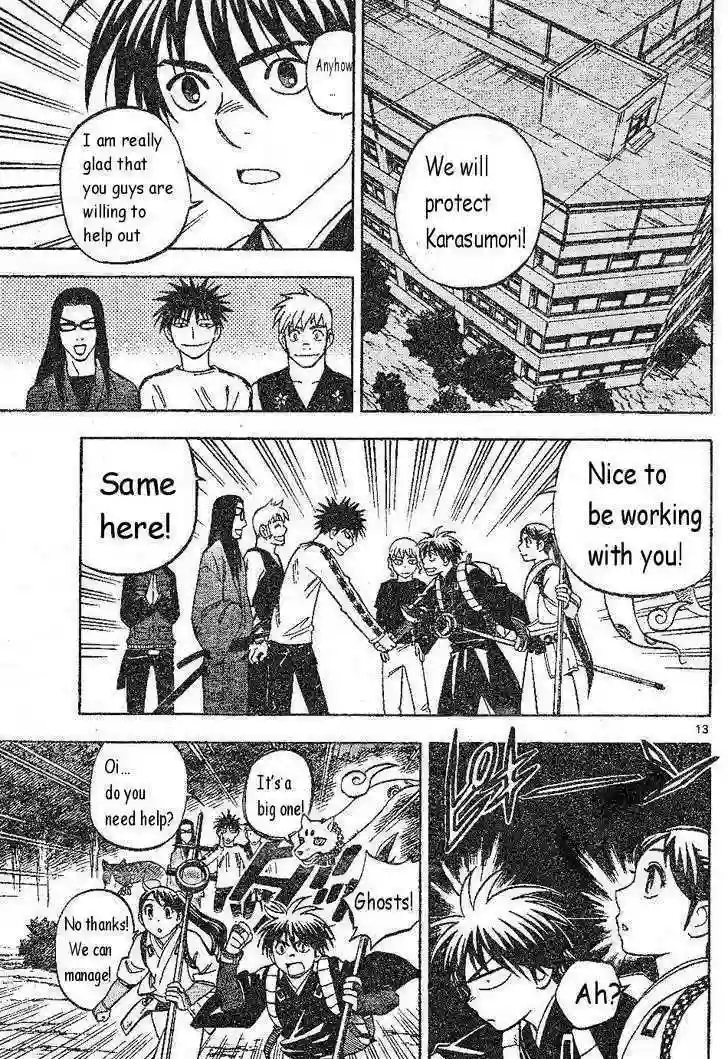 We will
protect
Karasumori!
Anyhow
..
I am really
glad that
you guys are
willing to
help out
Nice to
be working
with you!
Same
here!
13
Ah?
Ghosts!
It's a
big one!
Oi...
do you
need help?
No thanks!
We can
manage!